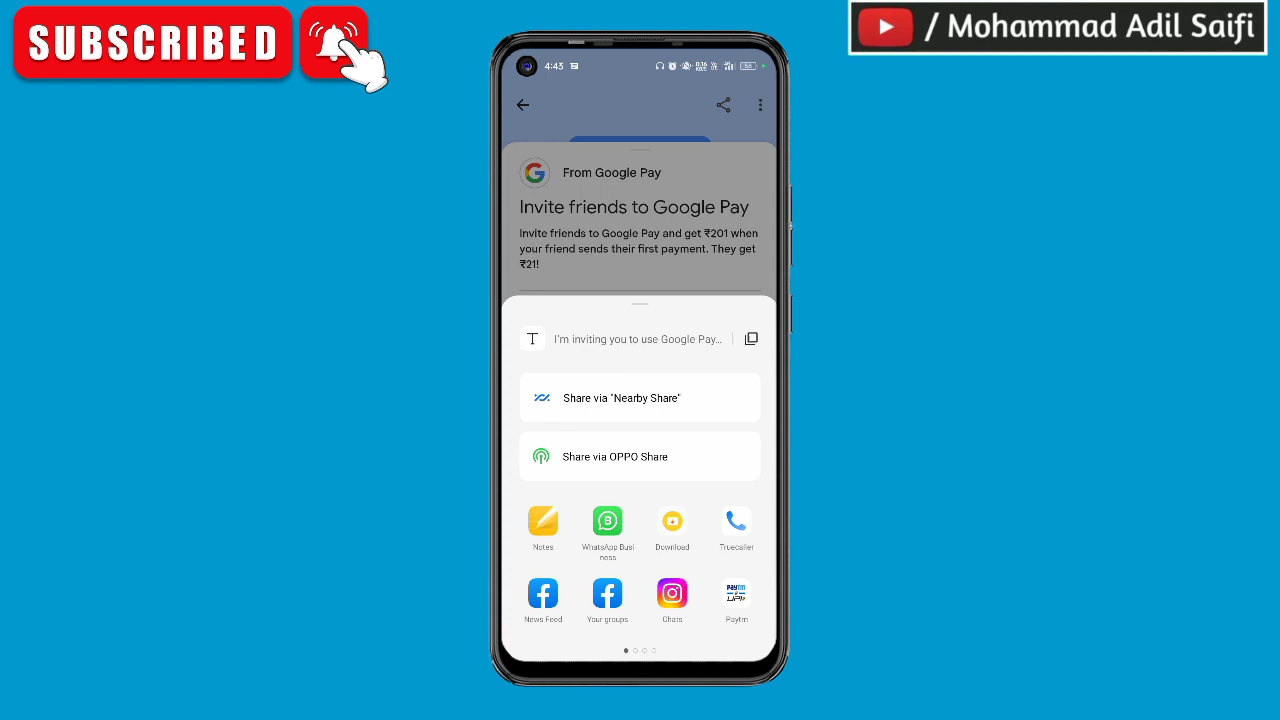 SUBSCRIBED
/ Mohammad Adil Saifi
4:43
56
From Google Pay
Invite friends to Google Pay
Invite friends to Google Pay and get ₹201 when
your friend sends their first payment. They get
₹21!
I'm inviting you to use Google Pay...
Share via "Nearby Share"
Share via OPPO Share
Notes
WhatsApp Busi
ness
Download
Truecaller
News Feed
Your groups
Chats
Paytm